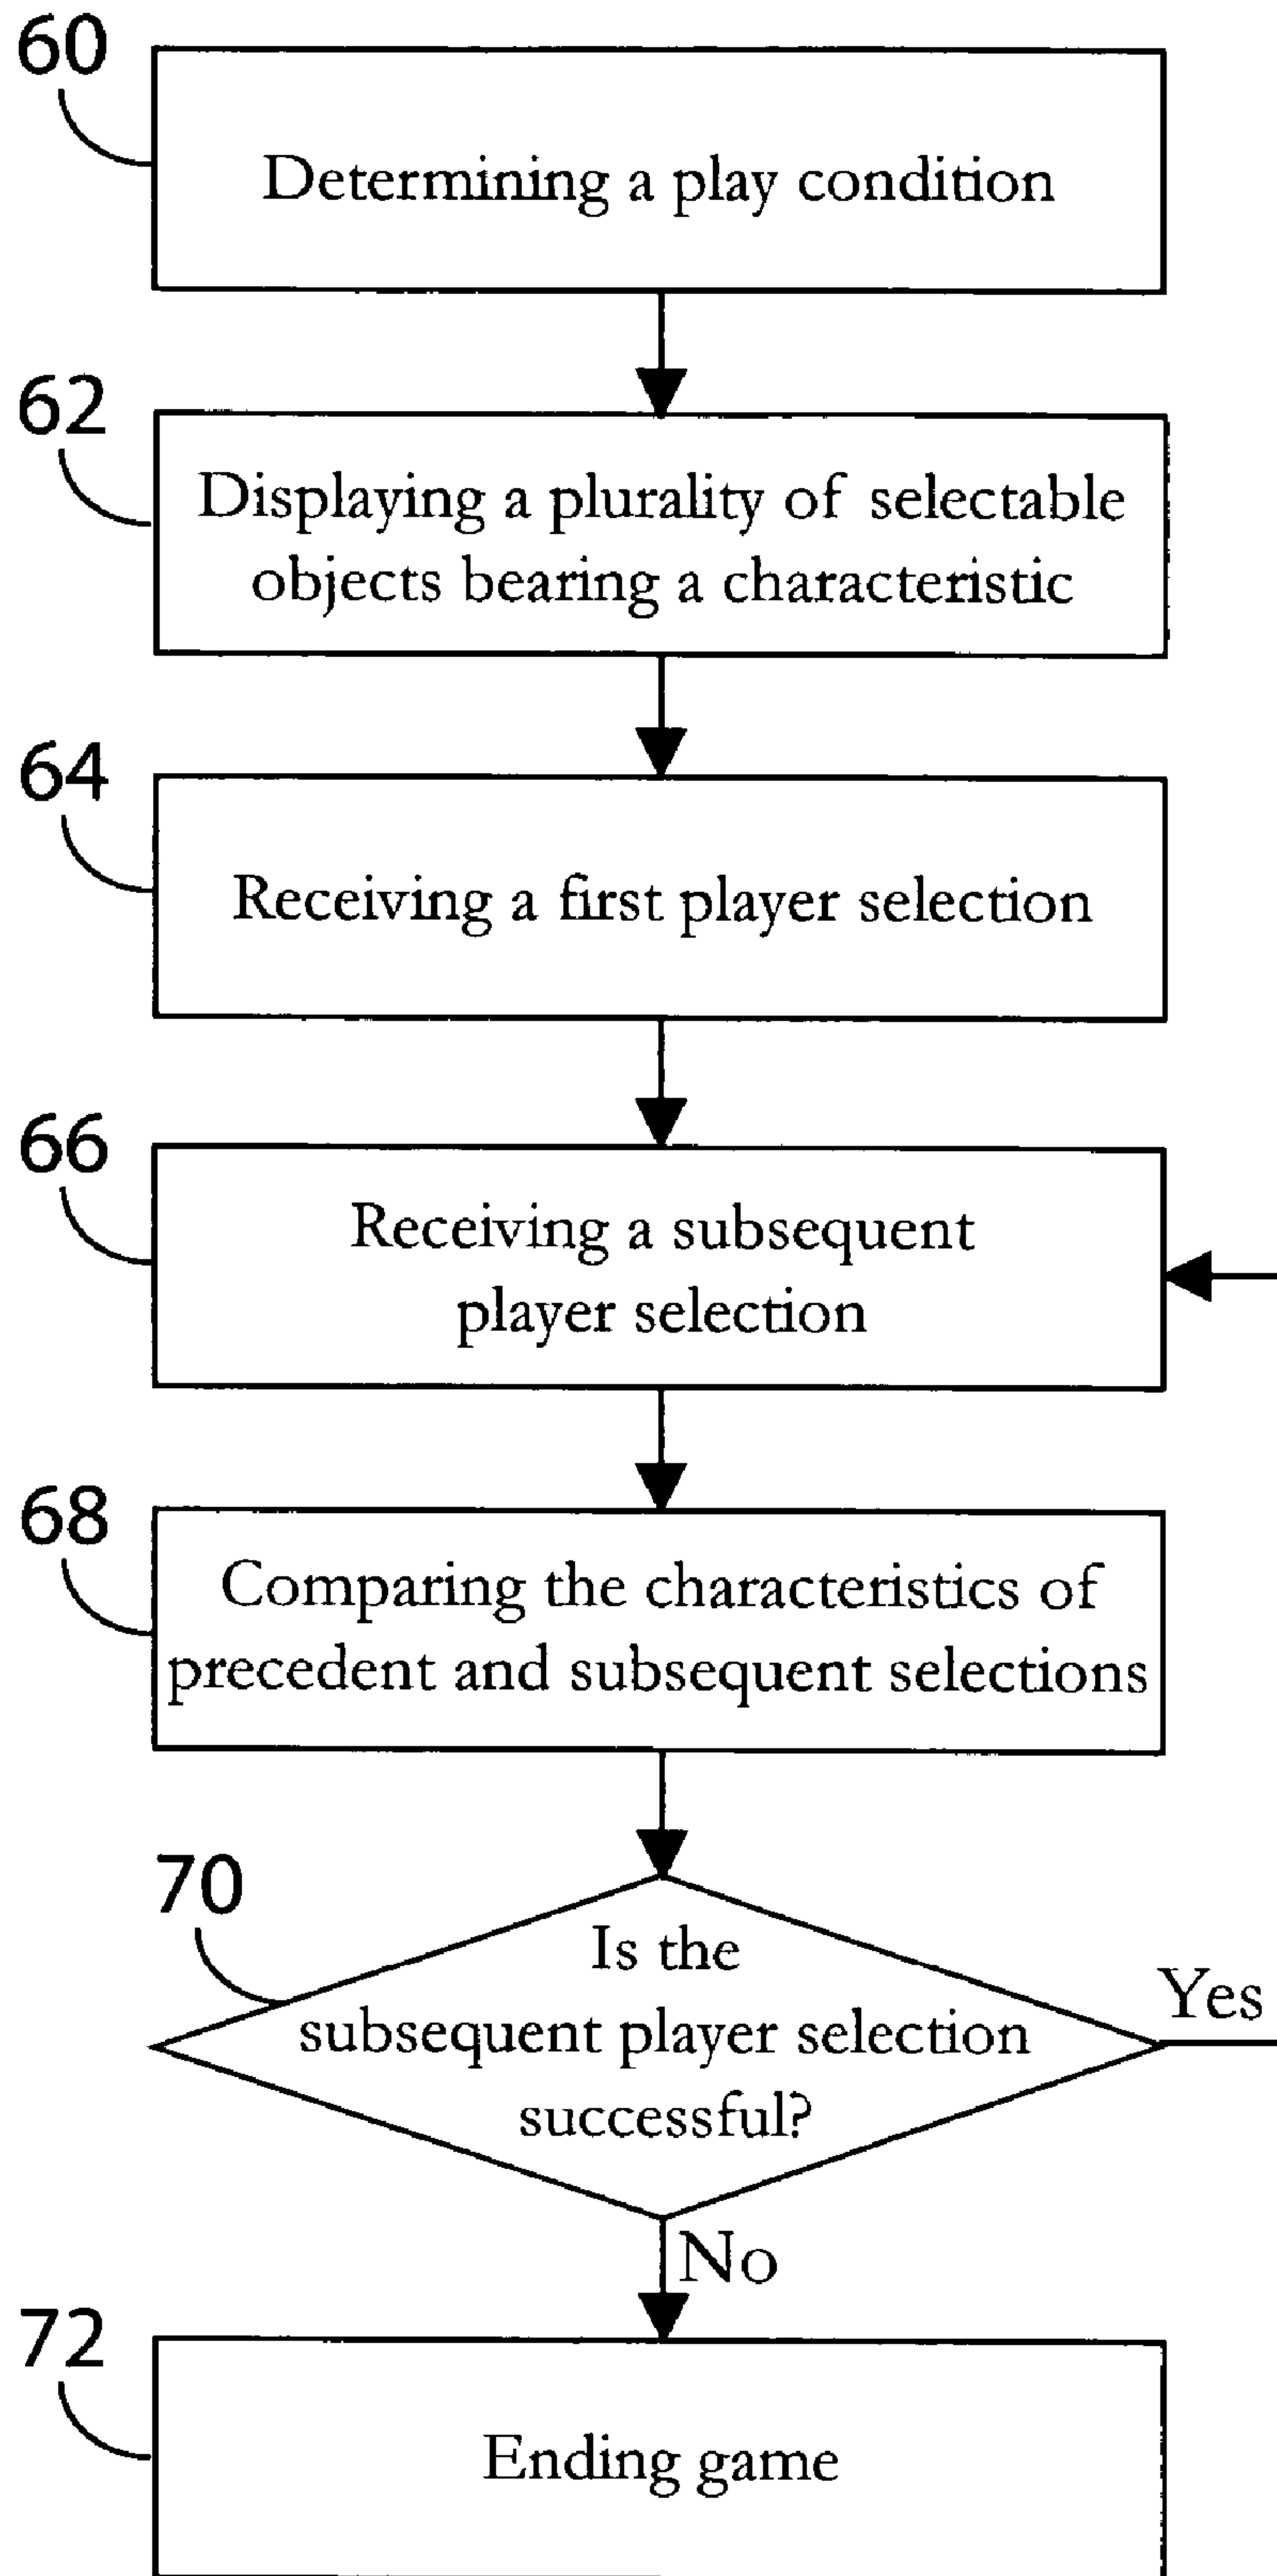 60
Determining a play condition
62
Displaying a plurality of selectable
objects bearing a characteristic
64
Receiving a first player selection
66
Receiving a subsequent
player selection
68
Comparing the characteristics of
precedent and subsequent selections
70
Is the
subsequent player selection
successful?
Yes
No
72
Ending game